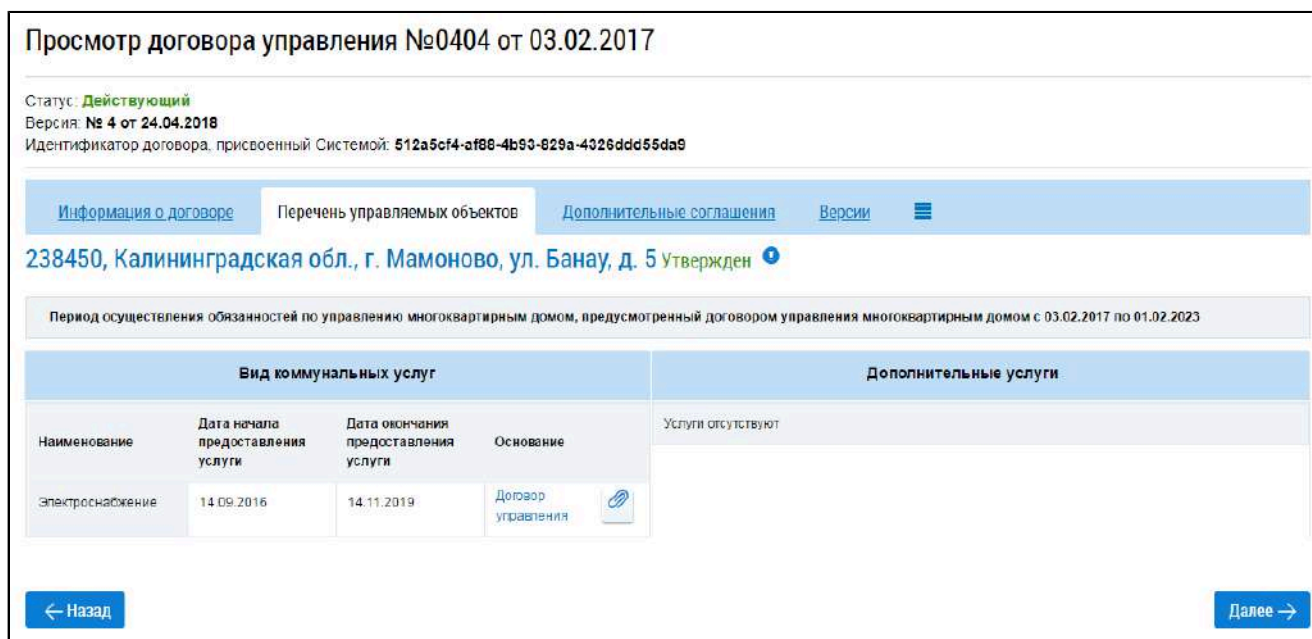 Просмотр договора управления №0404 от 03.02.2017
Статус: Действующий
Версия: № 4 от 24.04.2018
Идентификатор договора, присвоенный Системой: 512a5cf4-af88-4b93-829a-4326ddd55da9
Информация о договоре Перечень управляемых объектов Дополнительные соглашения Версии
238450, Калининградская обл., г. Мамоново, ул. Банау, д. 5 Утвержден
Период осуществления обязанностей по управлению многоквартирным домом, предусмотренный договором управления многоквартирным домом с 03.02.2017 по 01.02.2023
Вид коммунальных услуг Дополнительные услуги
Наименование
Дата начала
предоставления
услуги
Дата окончания
предоставления
услуги
Основание
Услуги отсутствуют
Электроснабжение 14.09.2016 14.11.2019 Договор
управления
← Назад Далее →